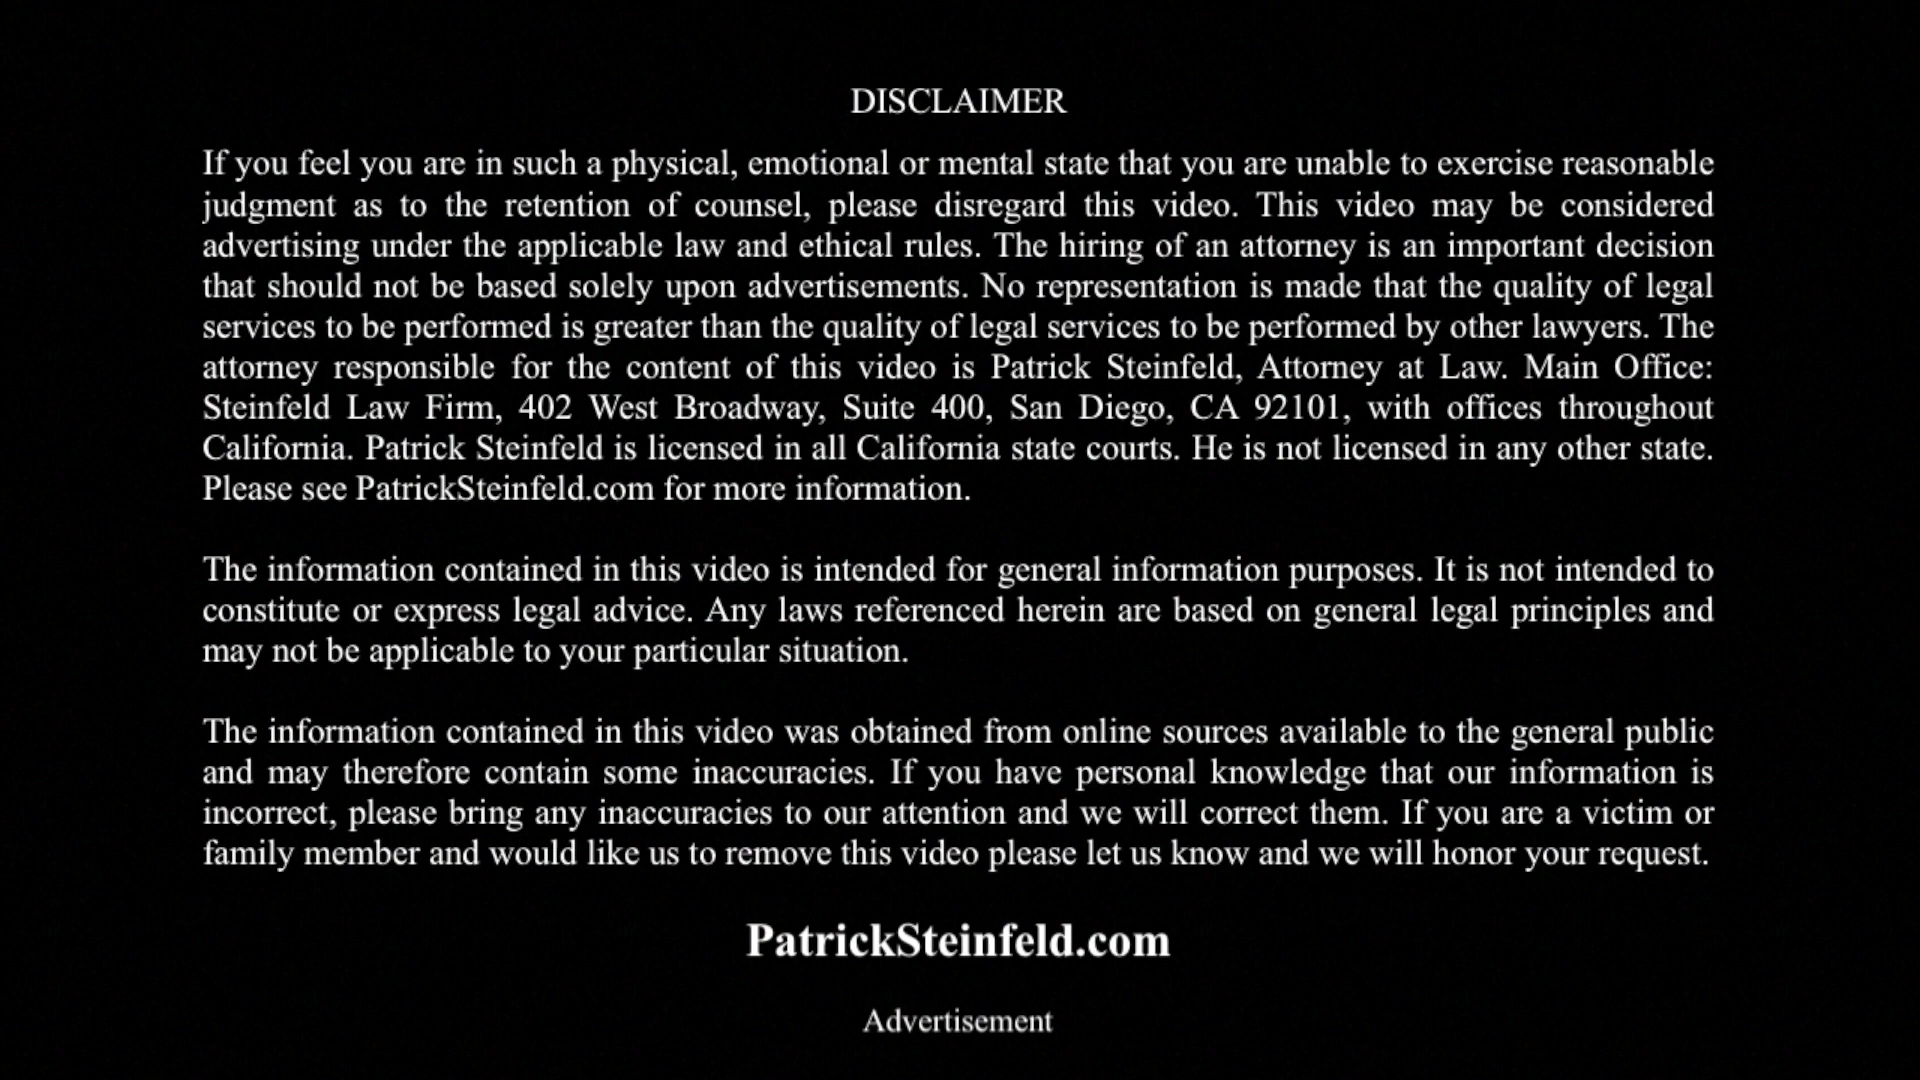 DISCLAIMER
If you feel you are in such a physical, emotional or mental state that you are unable to exercise reasonable
judgment as to the retention of counsel, please disregard this video. This video may be considered
advertising under the applicable law and ethical rules. The hiring of an attorney is an important decision
that should not be based solely upon advertisements. No representation is made that the quality of legal
services to be performed is greater than the quality of legal services to be performed by other lawyers. The
attorney responsible for the content of this video is Patrick Steinfeld, Attorney at Law. Main Office:
Steinfeld Law Firm, 402 West Broadway, Suite 400, San Diego, CA 92101, with offices throughout
California. Patrick Steinfeld is licensed in all California state courts. He is not licensed in any other state.
Please see PatrickSteinfeld.com for more information.
The information contained in this video is intended for general information purposes. It is not intended to
constitute or express legal advice. Any laws referenced herein are based on general legal principles and
may not be applicable to your particular situation.
The information contained in this video was obtained from online sources available to the general public
and may therefore contain some inaccuracies. If you have personal knowledge that our information is
incorrect, please bring any inaccuracies to our attention and we will correct them. If you are a victim or
family member and would like us to remove this video please let us know and we will honor your request.
PatrickSteinfeld.com
Advertisement